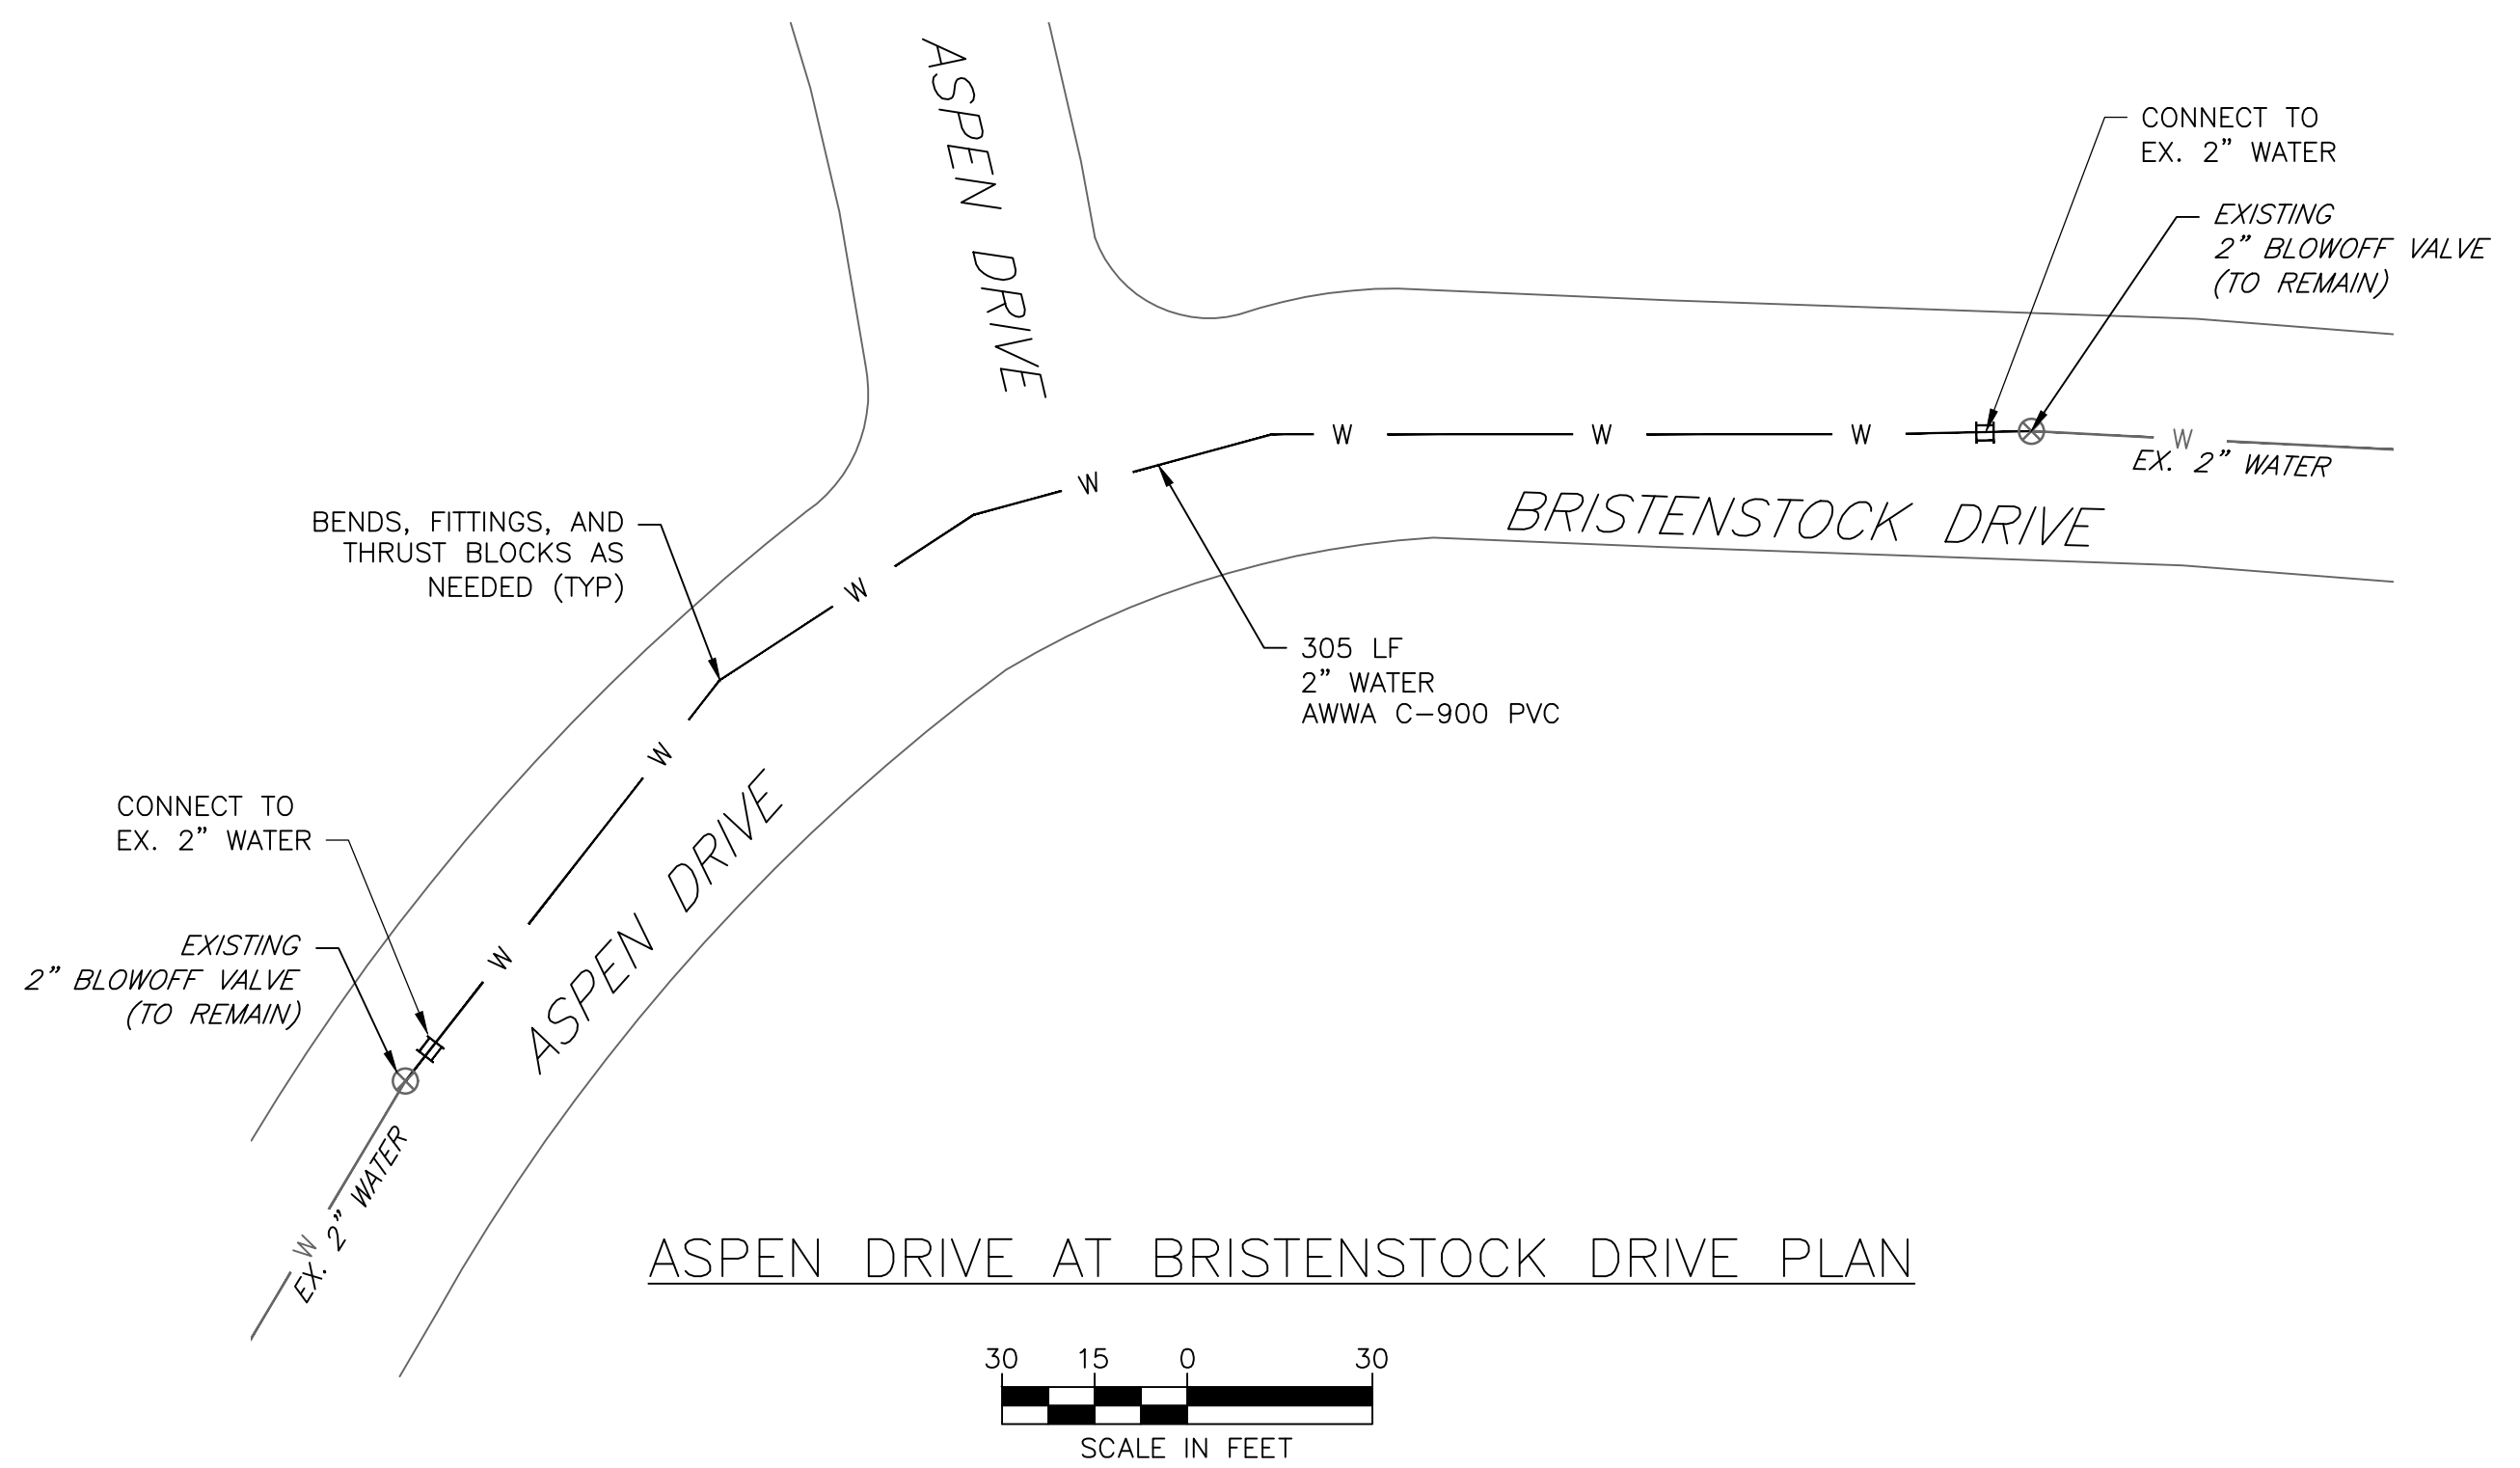 ASPEN DRIVE
CONNECT TO
EX. 2" WATER
EXISTING
2" BLOWOFF VALVE
(TO REMAIN)
W
W
W
W
W
EX. 2" WATER
BRISTENSTOCK DRIVE
BENDS, FITTINGS, AND
THRUST BLOCKS AS
NEEDED (TYP)
W
305 LF
2" WATER
AWWA C-900 PVC
W
CONNECT TO
EX. 2" WATER
ASPEN DRIVE
EXISTING
2" BLOWOFF VALVE
(TO REMAIN)
W
W
EX. 2" WATER
ASPEN DRIVE AT BRISTENSTOCK DRIVE PLAN
30 15 0 30
SCALE IN FEET